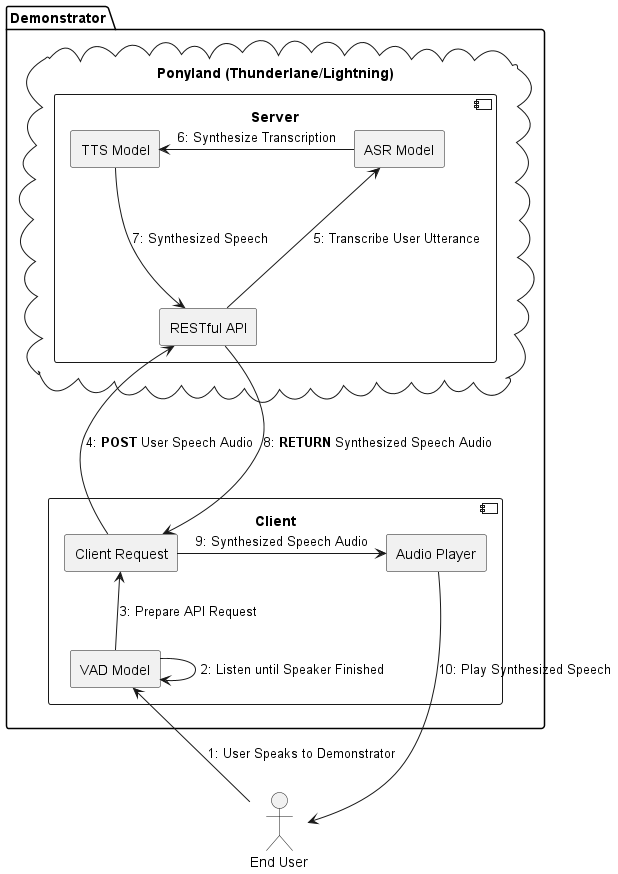 Demonstrator
Ponyland (Thunderlane/Lightning)
Server
6: Synthesize Transcription
TTS Model
ASR Model
7: Synthesized Speech
5: Transcribe User Utterance
RESTful API
4: POST User Speech Audio
8: RETURN Synthesized Speech Audio
Client
9: Synthesized Speech Audio
Client Request
Audio Player
3: Prepare API Request
VAD Model
2: Listen until Speaker Finished
10: Play Synthesized Speech
1: User Speaks to Demonstrator
End User